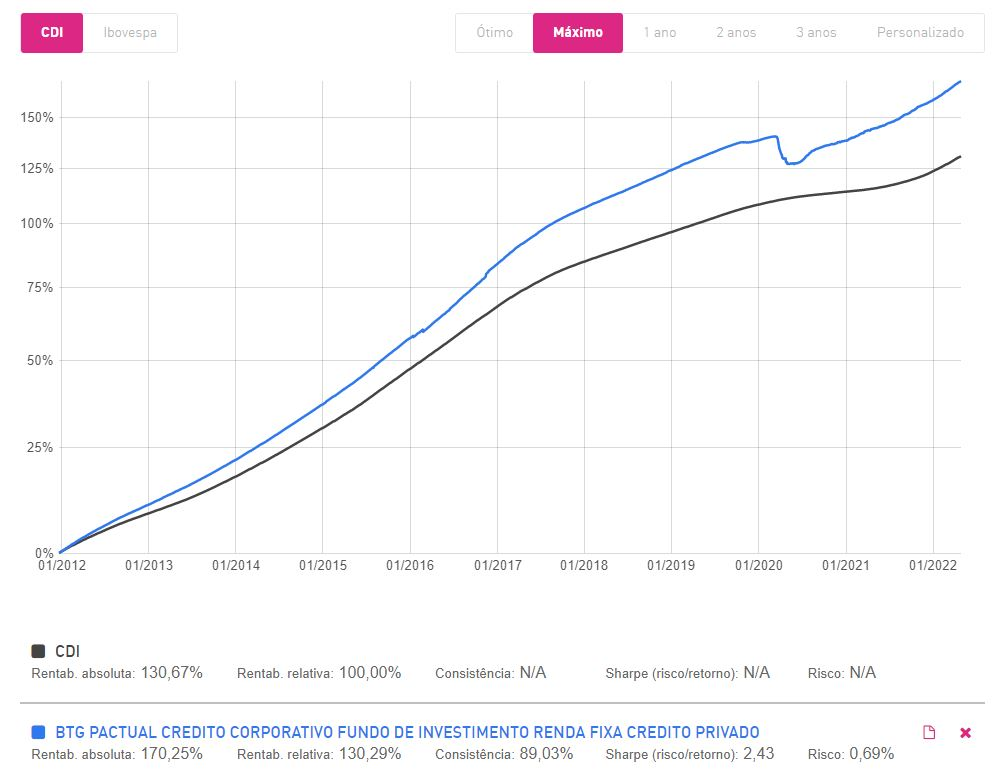 CDI Ibovespa Ótimo Máximo 1 ano 2 anos 3 anos Personalizado
150%
125%
100%
75%
50%
25%
0%
01/2012 01/2013 01/2014 01/2015 01/2016 01/2017 01/2018 01/2019 01/2020 01/2021 01/2022
CDI
Rentab. absoluta: 130,67% Rentab. relativa: 100,00% Consistência: N/A Sharpe (risco/retorno): N/A Risco: N/A
BTG PACTUAL CREDITO CORPORATIVO FUNDO DE INVESTIMENTO RENDA FIXA CREDITO PRIVADO
Rentab. absoluta: 170,25% Rentab. relativa: 130,29% Consistência: 89,03% Sharpe (risco/retorno): 2,43 Risco: 0,69%